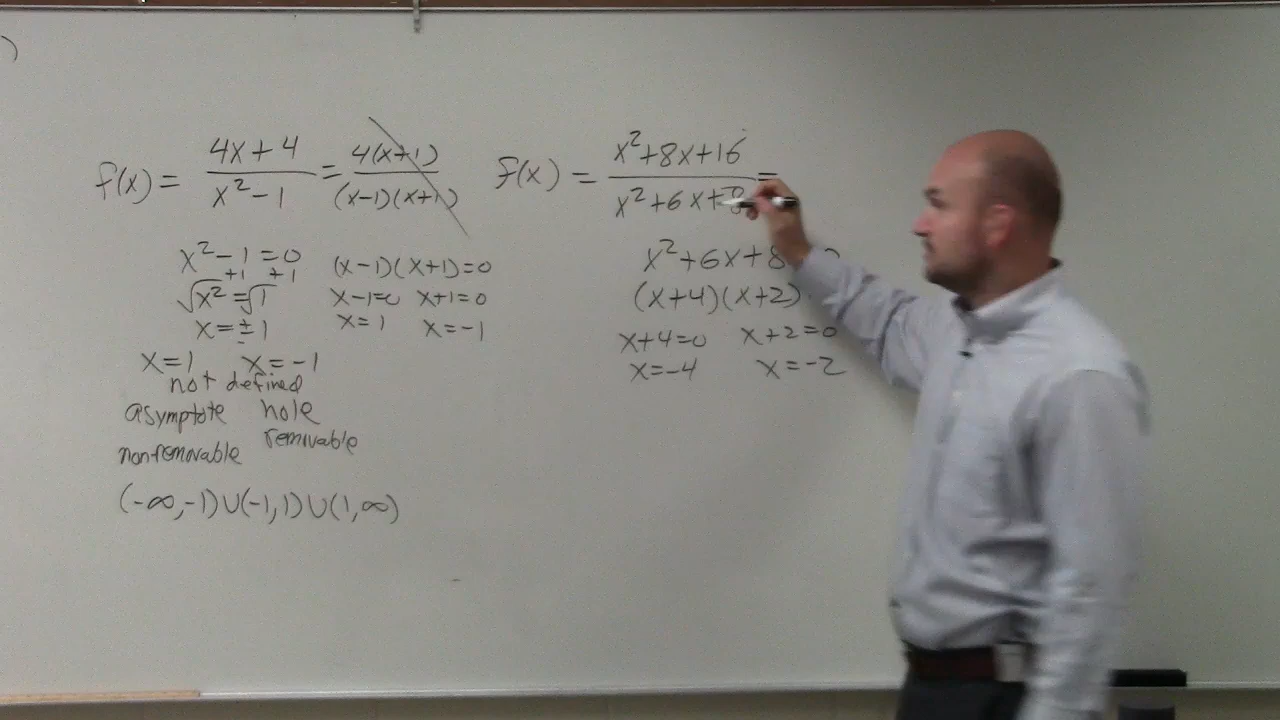 )
f(x) = 4x+4 / x²-1 = 4(x+1) / (x-1)(x+1)
x²-1=0
+1 +1
√x² = √1
x=±1
x=1 x=-1
not defined
asymptote hole
nonremovable removable
(-∞,-1)∪(-1,1)∪(1,∞)
(x-1)(x+1)=0
x-1=0 x+1=0
x=1 x=-1
f(x) = x²+8x+16 / x²+6x+8 =
x²+6x+8
(x+4)(x+2)
x+4=0 x+2=0
x=-4 x=-2